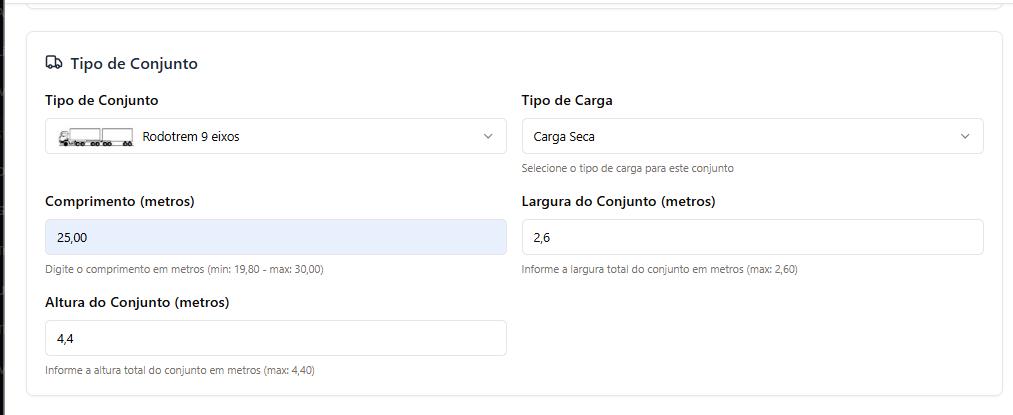 Tipo de Conjunto
Tipo de Conjunto
Rodotrem 9 eixos
Tipo de Carga
Carga Seca
Selecione o tipo de carga para este conjunto
Comprimento (metros)
25,00
Digite o comprimento em metros (min: 19,80 - max: 30,00)
Largura do Conjunto (metros)
2,6
Informe a largura total do conjunto em metros (max: 2,60)
Altura do Conjunto (metros)
4,4
Informe a altura total do conjunto em metros (max: 4,40)